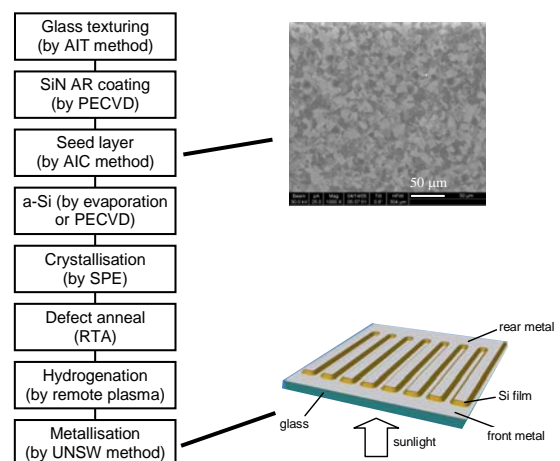 Glass texturing
(by AIT method)
SiN AR coating
(by PECVD)
Seed layer
(by AIC method)
a-Si (by evaporation
or PECVD)
Crystallisation
(by SPE)
Defect anneal
(RTA)
Hydrogenation
(by remote plasma)
Metallisation
(by UNSW method)
50 μm
rear metal
Si film
glass
front metal
sunlight